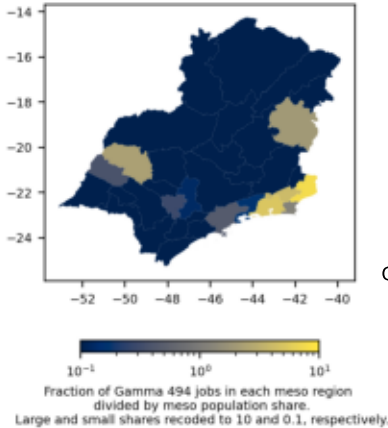 −14
−16
−18
−20
−22
−24
−52 −50 −48 −46 −44 −42 −40
10⁻¹ 10⁰ 10¹
Fraction of Gamma 494 jobs in each meso region
divided by meso population share.
Large and small shares recoded to 10 and 0.1, respectively.